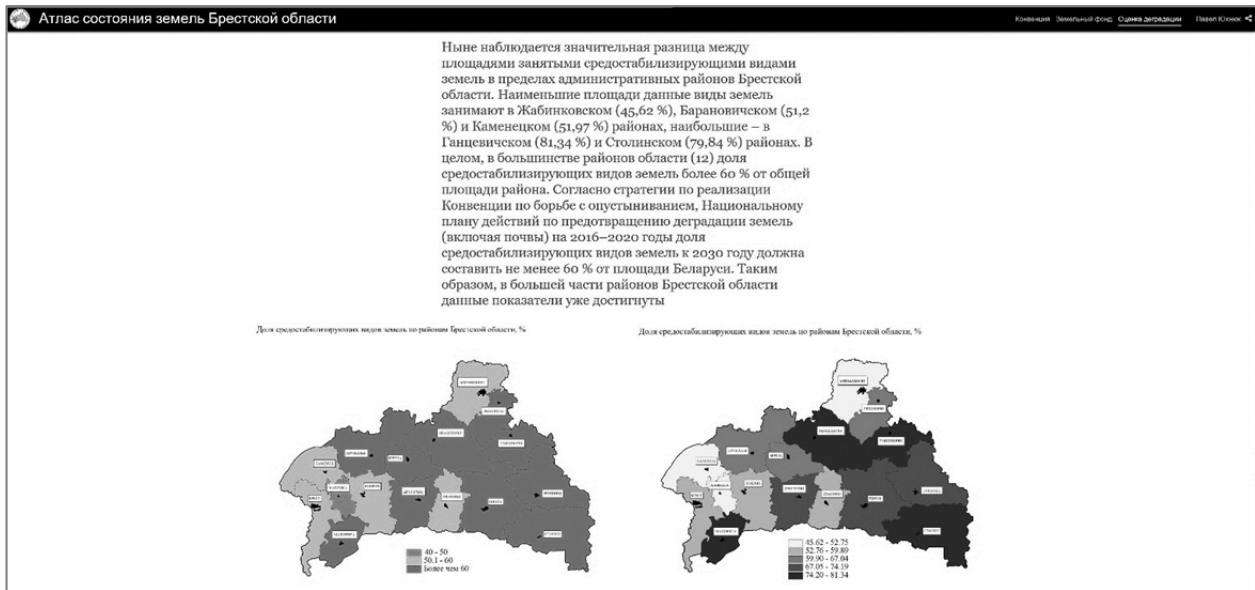 Атлас состояния земель Брестской области
Конвенция Земельный фонд Оценка деградации Павел Юхнюк
Ныне наблюдается значительная разница между
площадями занятыми средостабилизирующими видами
земель в пределах административных районов Брестской
области. Наименьшие площади данные виды земель
занимают в Жабинковском (45,62 %), Барановичском (51,2
%) и Каменецком (51,97 %) районах, наибольшие – в
Ганцевичском (81,34 %) и Столинском (79,84 %) районах. В
целом, в большинстве районов области (12) доля
средостабилизирующих видов земель более 60 % от общей
площади района. Согласно стратегии по реализации
Конвенции по борьбе с опустыниванием, Национальному
плану действий по предотвращению деградации земель
(включая почвы) на 2016–2020 годы доля
средостабилизирующих видов земель к 2030 году должна
составить не менее 60 % от площади Беларуси. Таким
образом, в большей части районов Брестской области
данные показатели уже достигнуты
Доля средостабилизирующих видов земель по районам Брестской области, %
40 - 50
50.1 - 60
Более чем 60
Доля средостабилизирующих видов земель по районам Брестской области, %
45.62 - 52.75
52.76 - 59.89
59.90 - 67.04
67.05 - 74.19
74.20 - 81.34